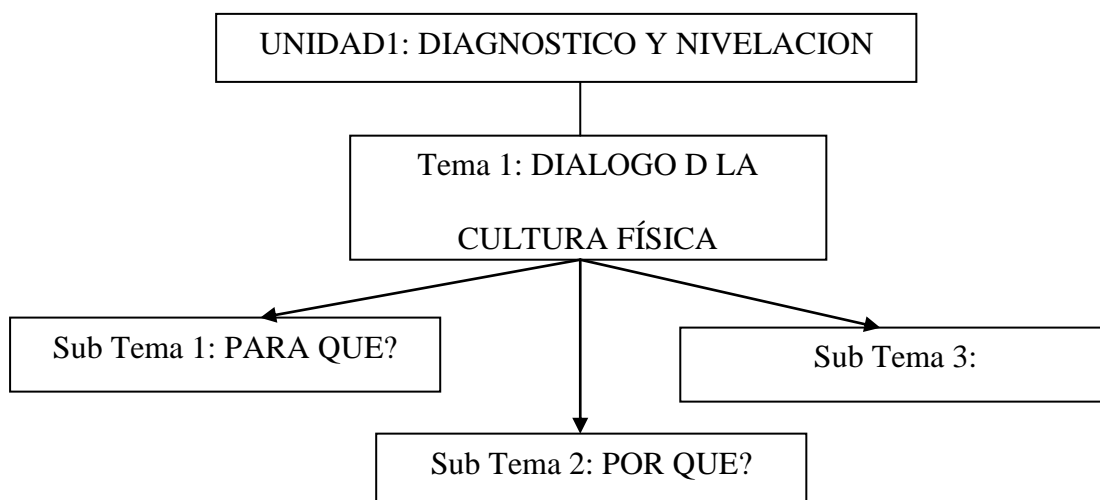 UNIDAD1: DIAGNOSTICO Y NIVELACION
Tema 1: DIALOGO D LA
CULTURA FÍSICA
Sub Tema 1: PARA QUE?
Sub Tema 3:
Sub Tema 2: POR QUE?